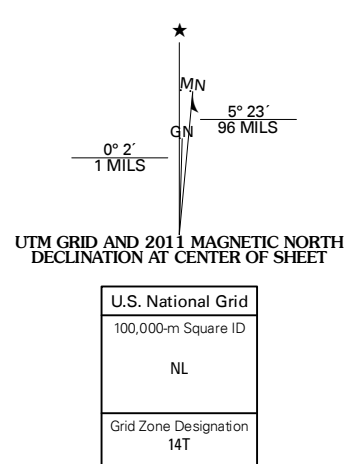 ★
MN
5° 23´
96 MILS
GN
0° 2´
1 MILS
UTM GRID AND 2011 MAGNETIC NORTH
DECLINATION AT CENTER OF SHEET
U.S. National Grid
100,000-m Square ID
NL
Grid Zone Designation
14T